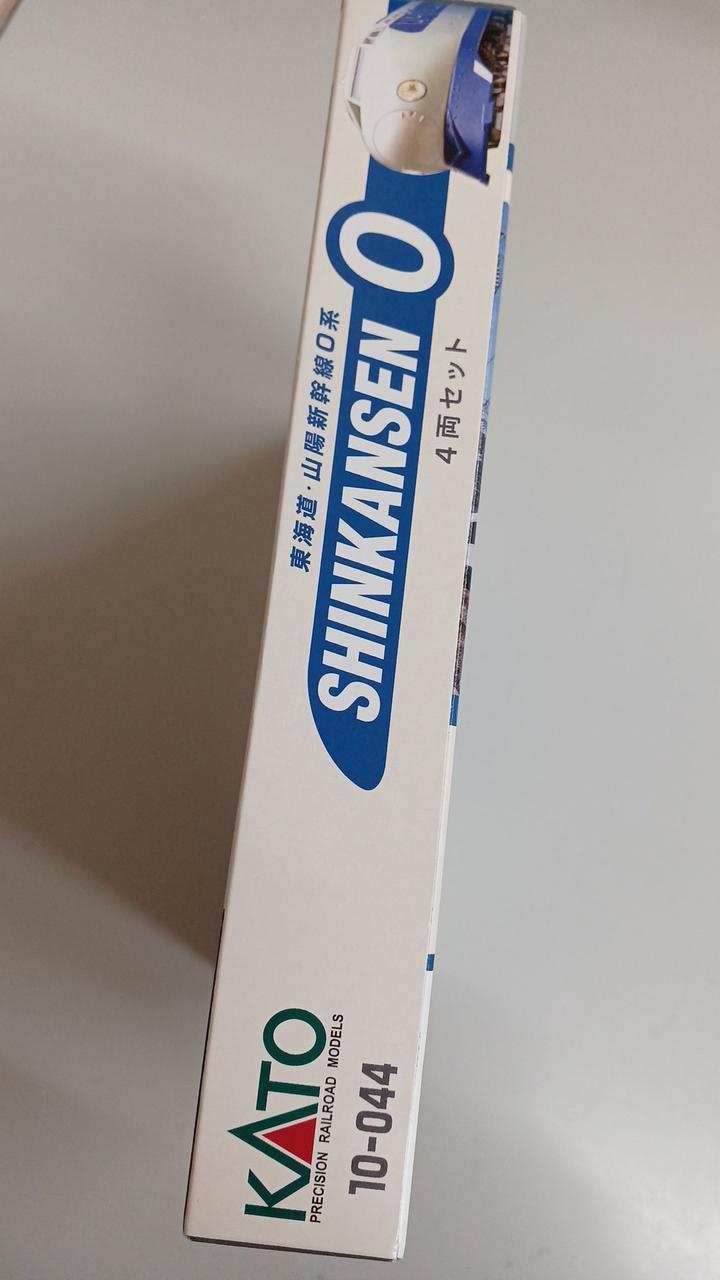 KATO
PRECISION RAILROAD MODELS
10-044
東海道・山陽新幹線0系
SHINKANSEN 0
4両セット